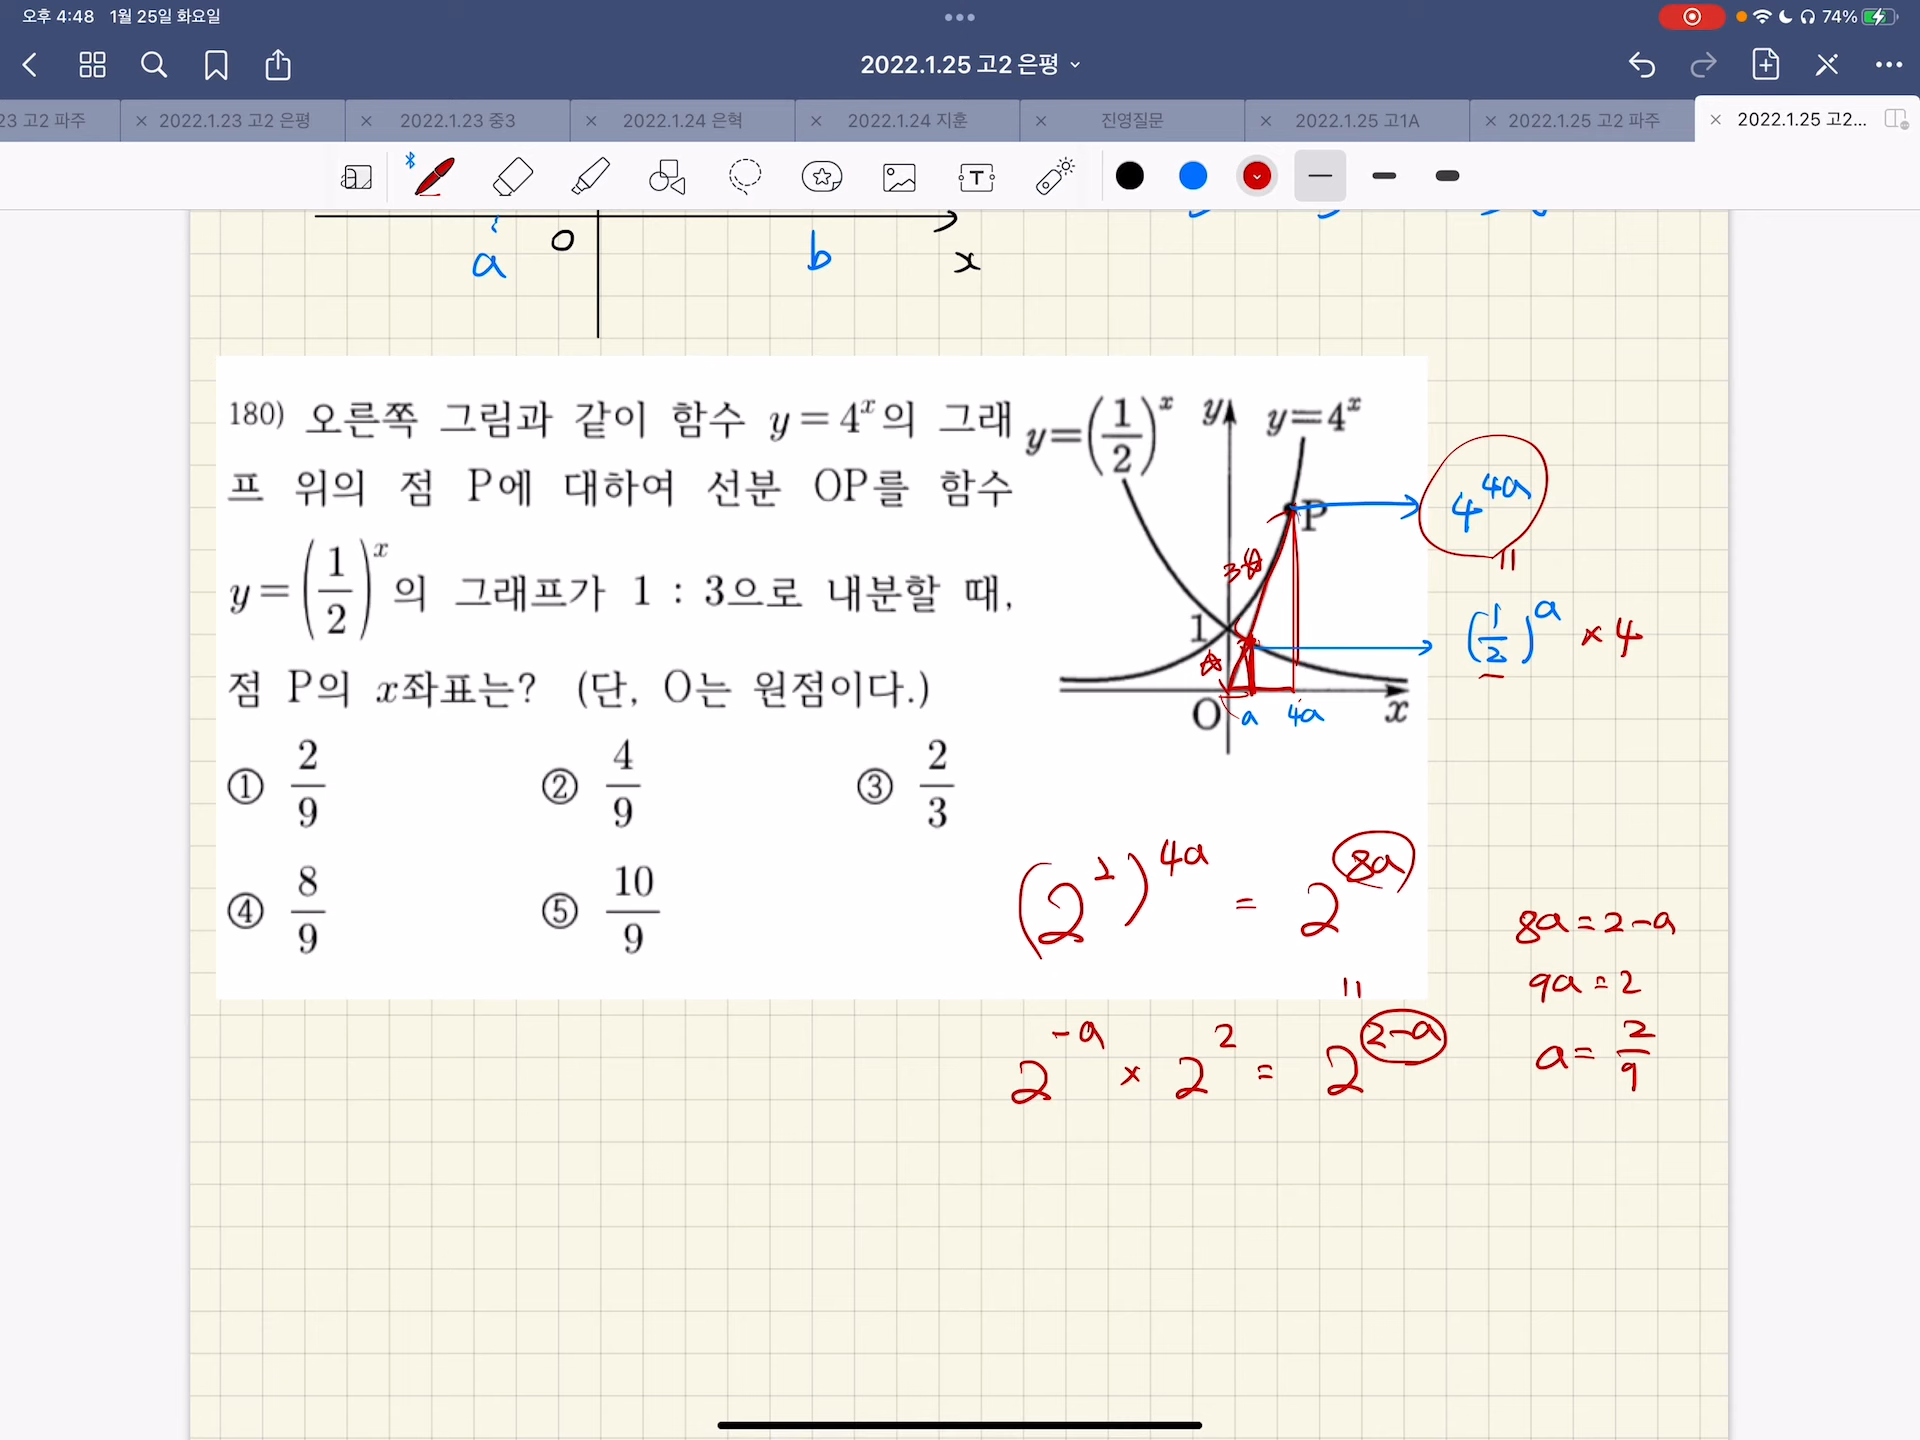 오후 4:48 1월 25일 화요일
74%
2022.1.25 고2 은평
23 고2 파주
2022.1.23 고2 은평
2022.1.23 중3
2022.1.24 은혁
2022.1.24 지훈
진영질문
2022.1.25 고1A
2022.1.25 고2 파주
2022.1.25 고2...
a O b x
180) 오른쪽 그림과 같이 함수 y=4^x의 그래
프 위의 점 P에 대하여 선분 OP를 함수
y=(1/2)^x의 그래프가 1 : 3으로 내분할 때,
점 P의 x좌표는? (단, O는 원점이다.)
① 2/9 ② 4/9 ③ 2/3
④ 8/9 ⑤ 10/9
y=(1/2)^x y y=4^x
P
1
O a 4a x
3☆
☆
4^4a
=
(1/2)^a × 4
(2^2)^4a = 2^8a
=
2^-a × 2^2 = 2^2-a
8a=2-a
9a=2
a=2/9